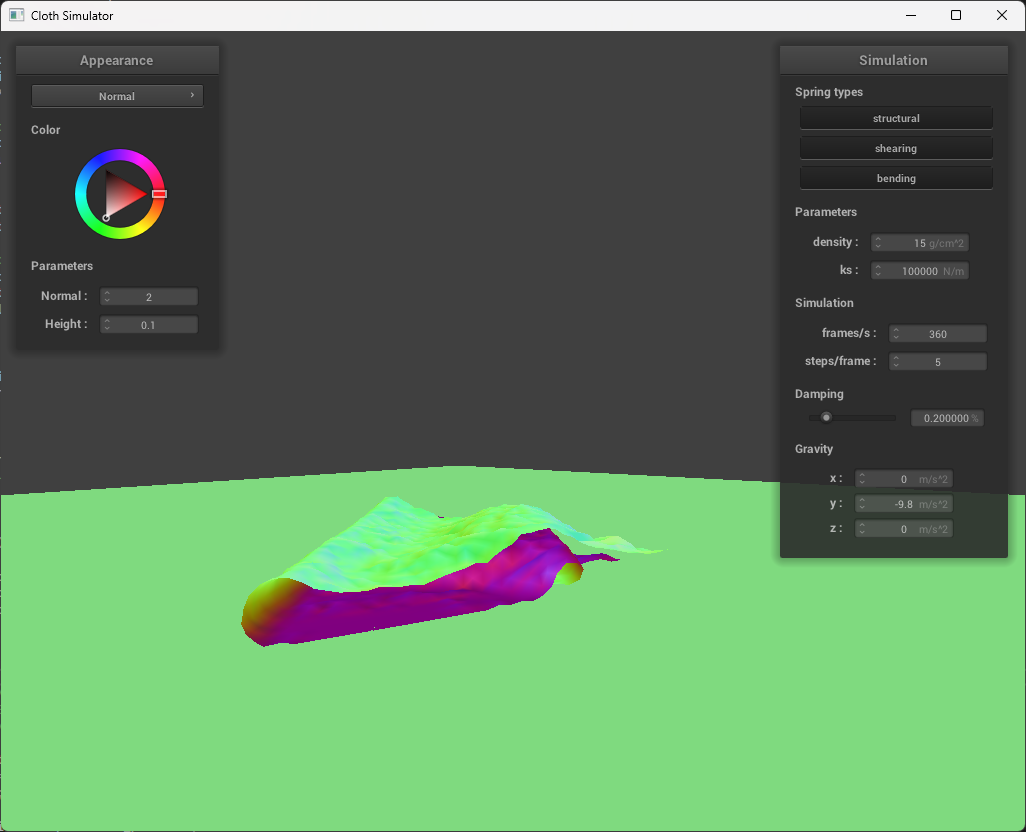 Cloth Simulator
Appearance
Normal
Color
Parameters
Normal : 2
Height : 0.1
Simulation
Spring types
structural
shearing
bending
Parameters
density : 15 g/cm^2
ks : 100000 N/m
Simulation
frames/s : 360
steps/frame : 5
Damping
0.200000 %
Gravity
x : 0 m/s^2
y : -9.8 m/s^2
z : 0 m/s^2